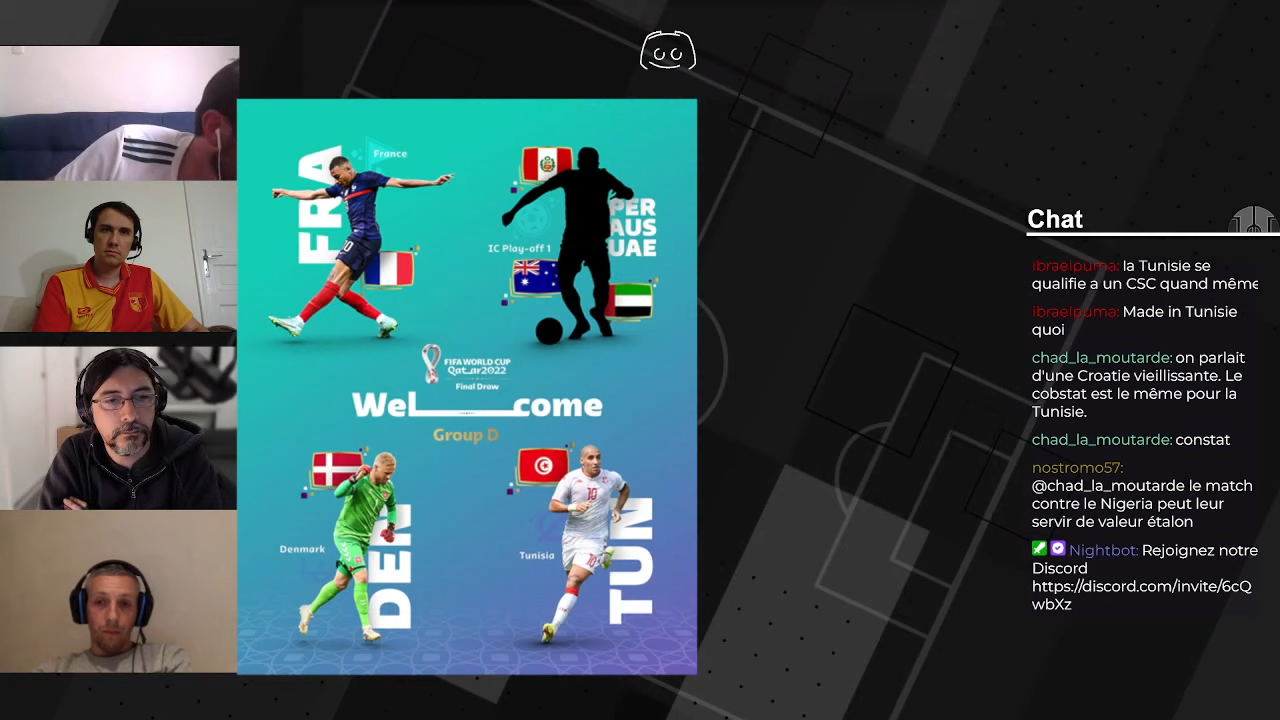 FRA
France
PER
AUS
UAE
IC Play-off 1
FIFA WORLD CUP
Qatar2022
Final Draw
Wel come
Group D
DEN
Denmark
TUN
Tunisia
10
10
Chat
ibraelpuma: la Tunisie se
qualifie a un CSC quand même
ibraelpuma: Made in Tunisie
quoi
chad_la_moutarde: on parlait
d'une Croatie vieillissante. Le
cobstat est le même pour la
Tunisie.
chad_la_moutarde: constat
nostromo57:
@chad_la_moutarde le match
contre le Nigeria peut leur
servir de valeur étalon
Nightbot: Rejoignez notre
Discord
https://discord.com/invite/6cQ
wbXz